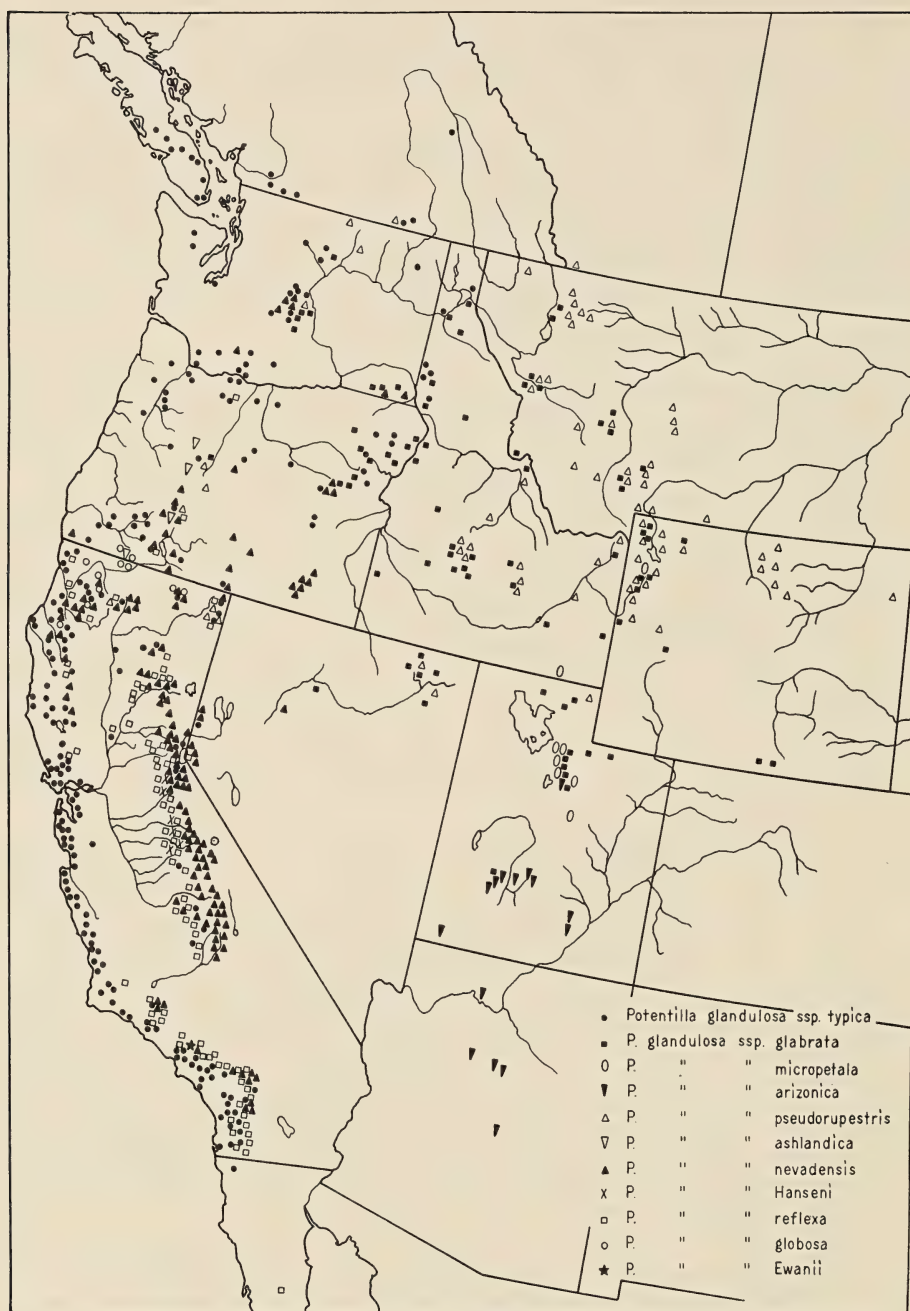 Potentilla glandulosa ssp. typica
P. glandulosa ssp. glabrata
P. " " micropetala
P. " " arizonica
P. " " pseudorupestris
P. " " ashlandica
P. " " nevadensis
P. " " Hanseni
P. " " reflexa
P. " " globosa
P. " " Ewanii